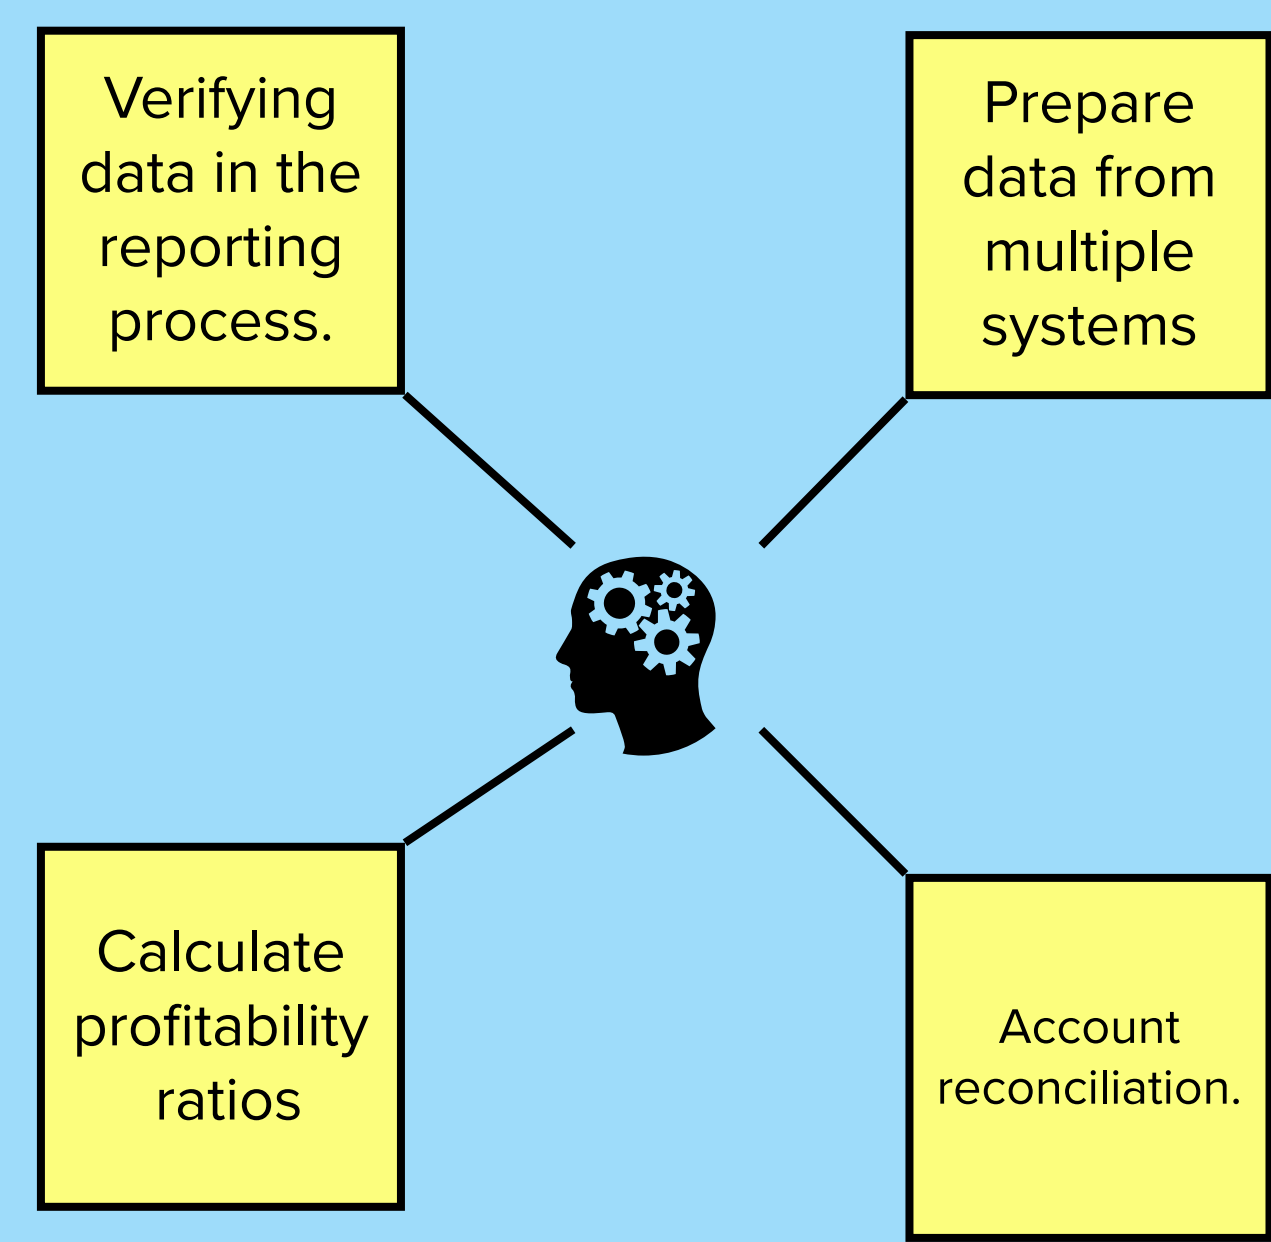 Verifying
data in the
reporting
process.
Prepare
data from
multiple
systems
Calculate
profitability
ratios
Account
reconciliation.